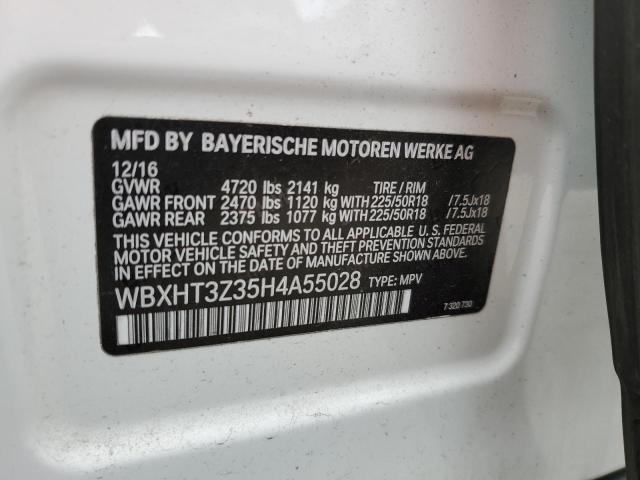 MFD BY BAYERISCHE MOTOREN WERKE AG
12/16
GVWR 4720 lbs 2141 kg TIRE / RIM
GAWR FRONT 2470 lbs 1120 kg WITH 225/50R18 /7.5Jx18
GAWR REAR 2375 lbs 1077 kg WITH 225/50R18 /7.5Jx18
THIS VEHICLE CONFORMS TO ALL APPLICABLE U. S. FEDERAL
MOTOR VEHICLE SAFETY AND THEFT PREVENTION STANDARDS
IN EFFECT ON THE DATE OF MANUFACTURE SHOWN ABOVE.
WBXHT3Z35H4A55028 TYPE: MPV
7 320 730